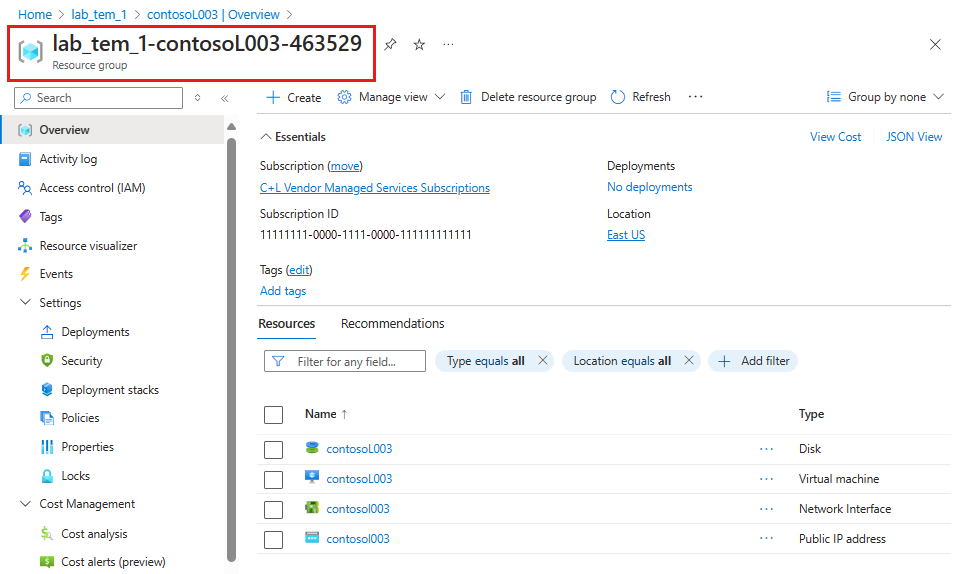 Home > lab_tem_1 > contosoL003 | Overview >
lab_tem_1-contosoL003-463529
Resource group
Search
Create
Manage view
Delete resource group
Refresh
Group by none
Overview
Activity log
Access control (IAM)
Tags
Resource visualizer
Events
Settings
Deployments
Security
Deployment stacks
Policies
Properties
Locks
Cost Management
Cost analysis
Cost alerts (preview)
Essentials
View Cost
JSON View
Subscription (move)
C+L Vendor Managed Services Subscriptions
Subscription ID
11111111-0000-1111-0000-111111111111
Deployments
No deployments
Location
East US
Tags (edit)
Add tags
Resources
Recommendations
Filter for any field...
Type equals all
Location equals all
Add filter
Name ↑ Type
contosoL003 ... Disk
contosoL003 ... Virtual machine
contosol003 ... Network Interface
contosol003 ... Public IP address